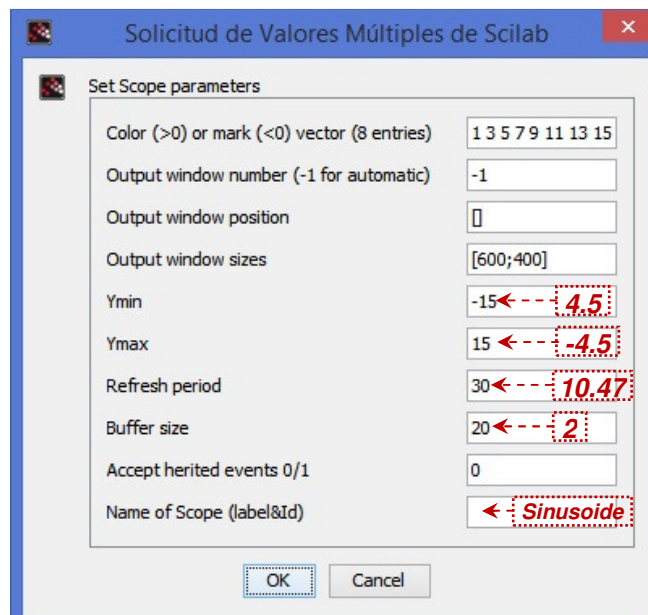 Solicitud de Valores Múltiples de Scilab
Set Scope parameters
Color (>0) or mark (<0) vector (8 entries) 1 3 5 7 9 11 13 15
Output window number (-1 for automatic) -1
Output window position []
Output window sizes [600;400]
Ymin -15 4.5
Ymax 15 -4.5
Refresh period 30 10.47
Buffer size 20 2
Accept herited events 0/1 0
Name of Scope (label&Id) Sinusoide
OK Cancel